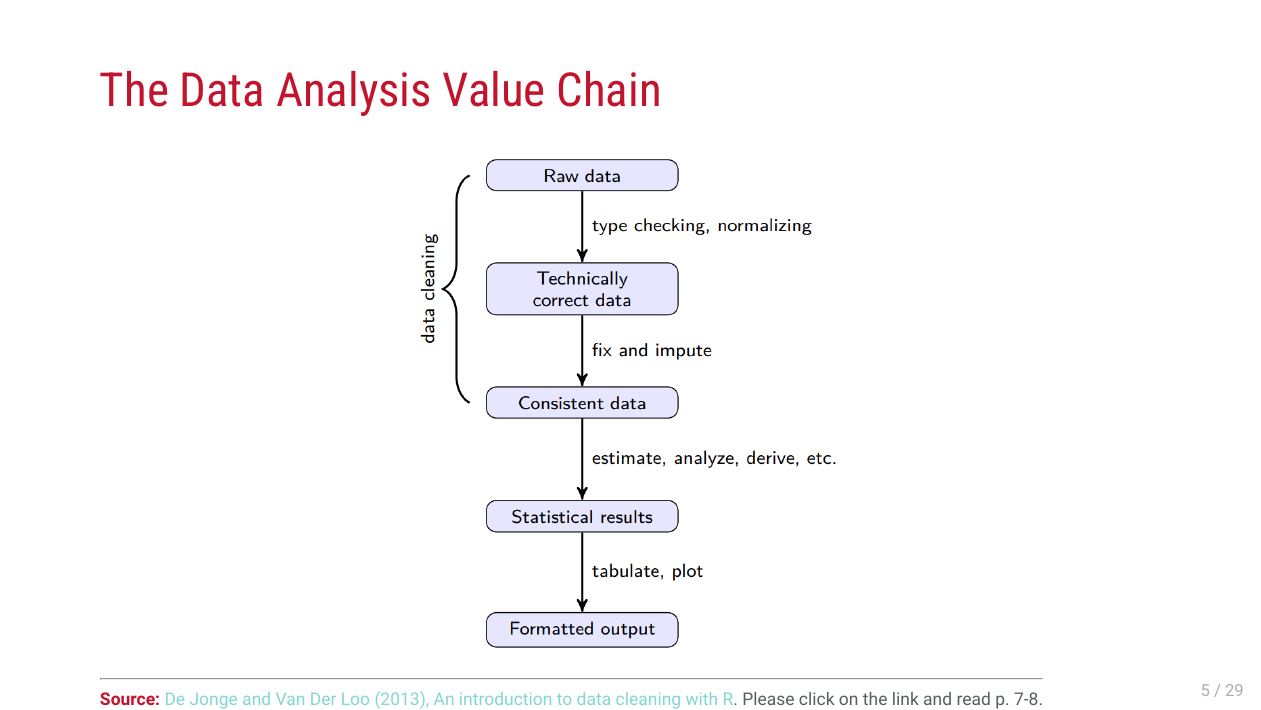 The Data Analysis Value Chain
Raw data
type checking, normalizing
Technically
correct data
data cleaning
fix and impute
Consistent data
estimate, analyze, derive, etc.
Statistical results
tabulate, plot
Formatted output
Source: De Jonge and Van Der Loo (2013), An introduction to data cleaning with R. Please click on the link and read p. 7-8.
5 / 29